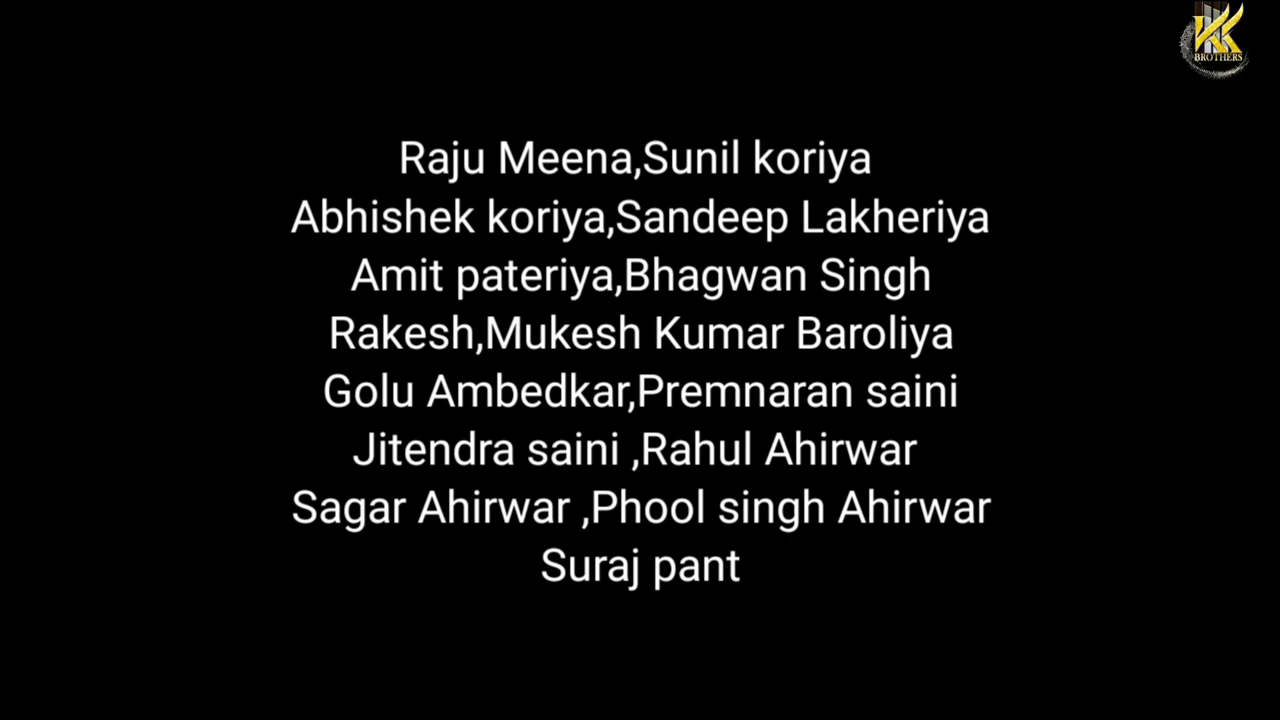 KK
BROTHERS
Raju Meena,Sunil koriya
Abhishek koriya,Sandeep Lakheriya
Amit pateriya,Bhagwan Singh
Rakesh,Mukesh Kumar Baroliya
Golu Ambedkar,Premnaran saini
Jitendra saini ,Rahul Ahirwar
Sagar Ahirwar ,Phool singh Ahirwar
Suraj pant